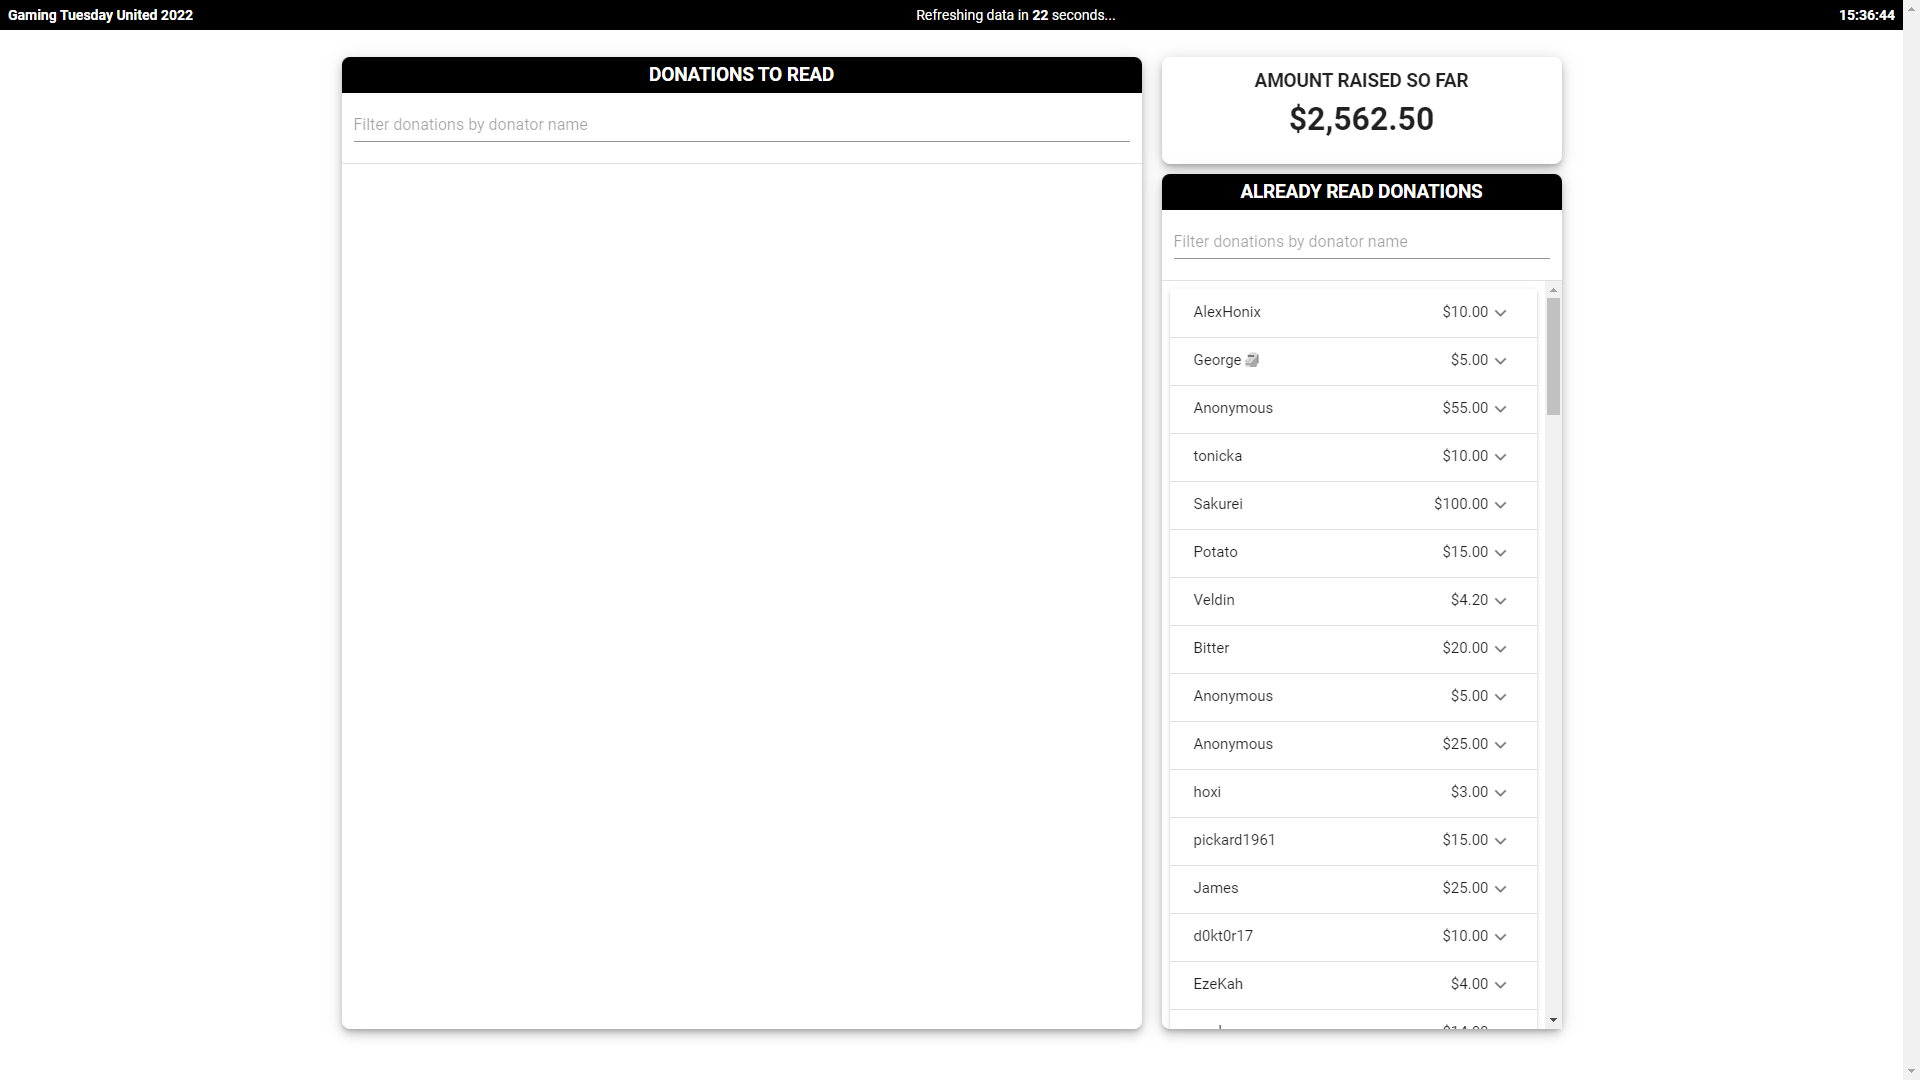 Gaming Tuesday United 2022
Refreshing data in 22 seconds...
15:36:44
DONATIONS TO READ
Filter donations by donator name
AMOUNT RAISED SO FAR
$2,562.50
ALREADY READ DONATIONS
Filter donations by donator name
AlexHonix $10.00
George 🗿 $5.00
Anonymous $55.00
tonicka $10.00
Sakurei $100.00
Potato $15.00
Veldin $4.20
Bitter $20.00
Anonymous $5.00
Anonymous $25.00
hoxi $3.00
pickard1961 $15.00
James $25.00
d0kt0r17 $10.00
EzeKah $4.00